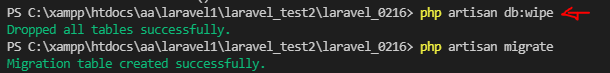 PS C:\xampp\htdocs\aa\laravel1\laravel_test2\laravel_0216> php artisan db:wipe
Dropped all tables successfully.
PS C:\xampp\htdocs\aa\laravel1\laravel_test2\laravel_0216> php artisan migrate
Migration table created successfully.